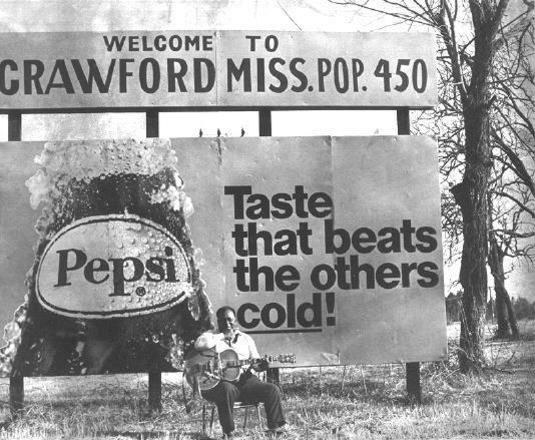 WELCOME TO
CRAWFORD MISS. POP. 450
Pepsi
Taste
that beats
the others
cold!